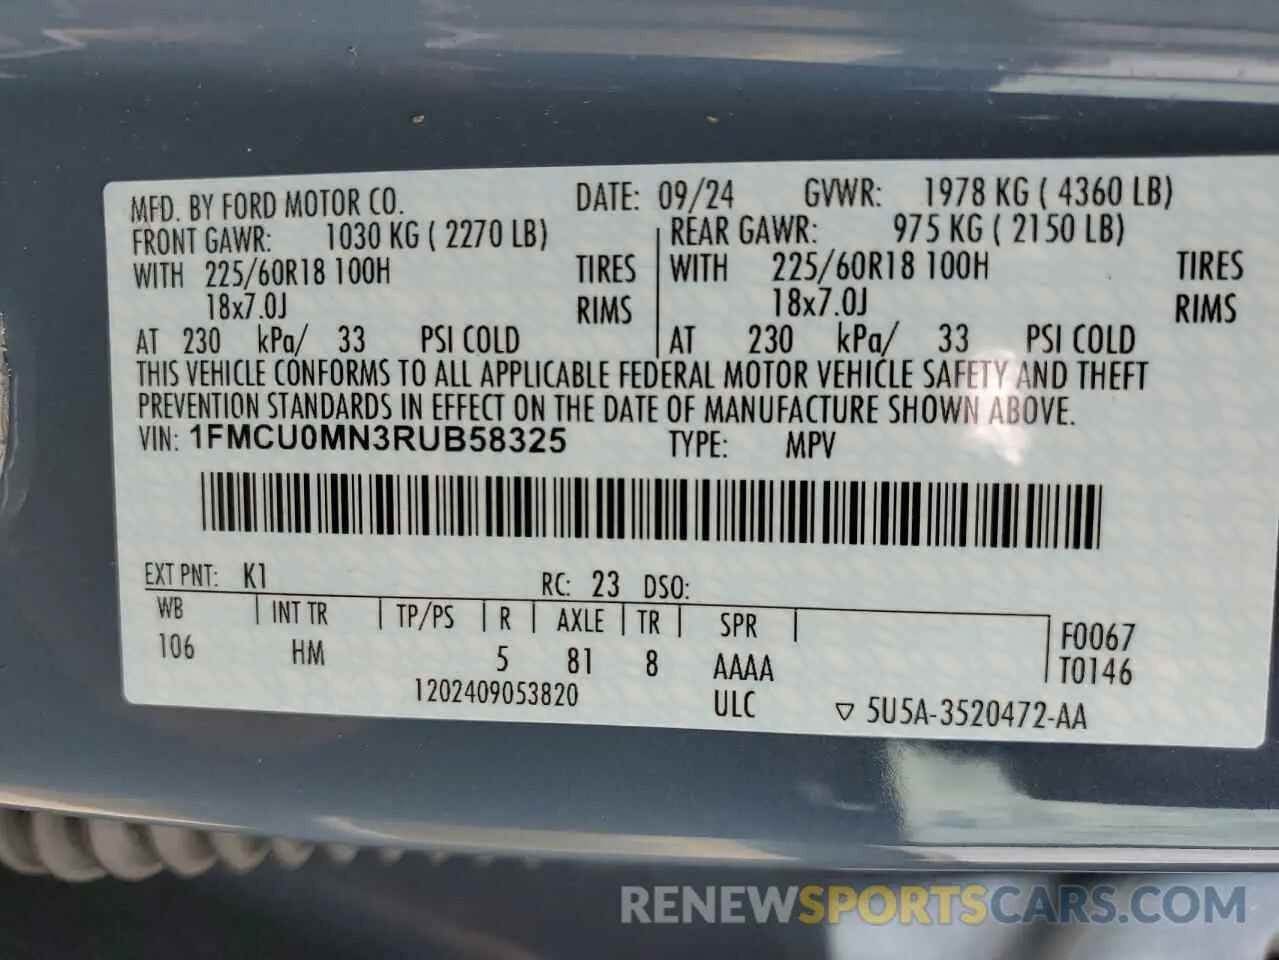 MFD. BY FORD MOTOR CO. DATE: 09/24 GVWR: 1978 KG ( 4360 LB)
FRONT GAWR: 1030 KG ( 2270 LB) REAR GAWR: 975 KG ( 2150 LB)
WITH 225/60R18 100H TIRES WITH 225/60R18 100H TIRES
18x7.0J RIMS 18x7.0J RIMS
AT 230 kPa/ 33 PSI COLD AT 230 kPa/ 33 PSI COLD
THIS VEHICLE CONFORMS TO ALL APPLICABLE FEDERAL MOTOR VEHICLE SAFETY AND THEFT
PREVENTION STANDARDS IN EFFECT ON THE DATE OF MANUFACTURE SHOWN ABOVE.
VIN: 1FMCU0MN3RUB58325 TYPE: MPV
EXT PNT: K1 RC: 23 DSO:
WB INT TR TP/PS R AXLE TR SPR F0067
106 HM 5 81 8 AAAA T0146
1202409053820 ULC ▽ 5U5A-3520472-AA
RENEWSPORTSCARS.COM